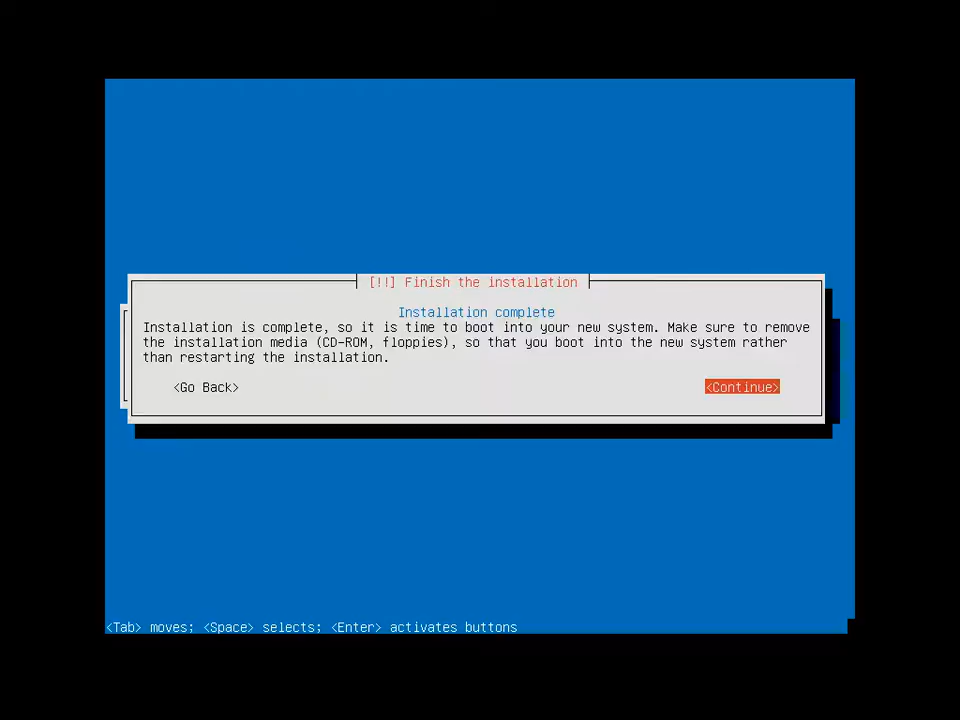 [!!] Finish the installation
Installation complete
Installation is complete, so it is time to boot into your new system. Make sure to remove
the installation media (CD-ROM, floppies), so that you boot into the new system rather
than restarting the installation.
<Go Back> <Continue>
<Tab> moves; <Space> selects; <Enter> activates buttons